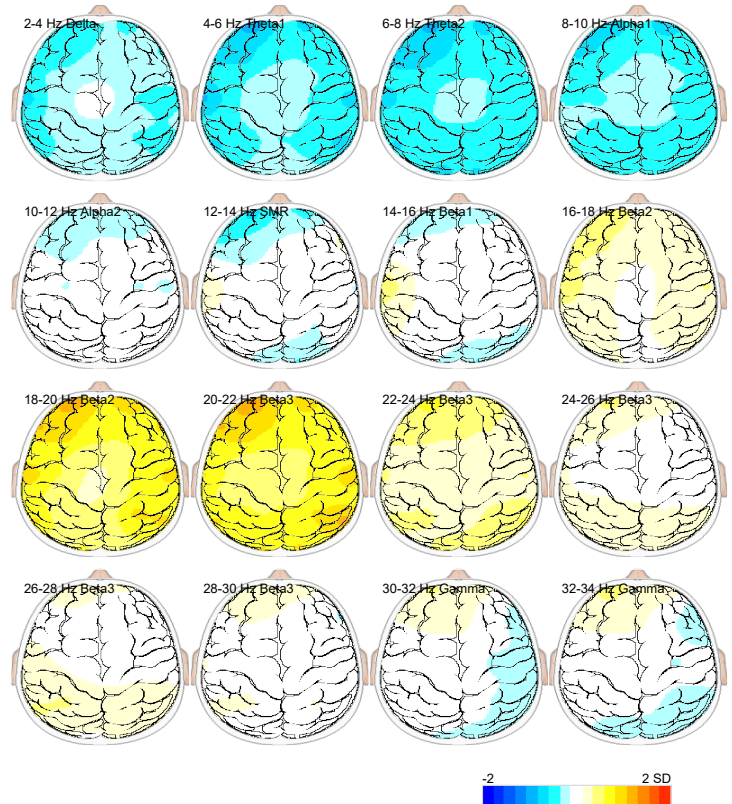 2-4 Hz Delta
4-6 Hz Theta1
6-8 Hz Theta2
8-10 Hz Alpha1
10-12 Hz Alpha2
12-14 Hz SMR
14-16 Hz Beta1
16-18 Hz Beta2
18-20 Hz Beta2
20-22 Hz Beta3
22-24 Hz Beta3
24-26 Hz Beta3
26-28 Hz Beta3
28-30 Hz Beta3
30-32 Hz Gamma
32-34 Hz Gamma
-2 2 SD